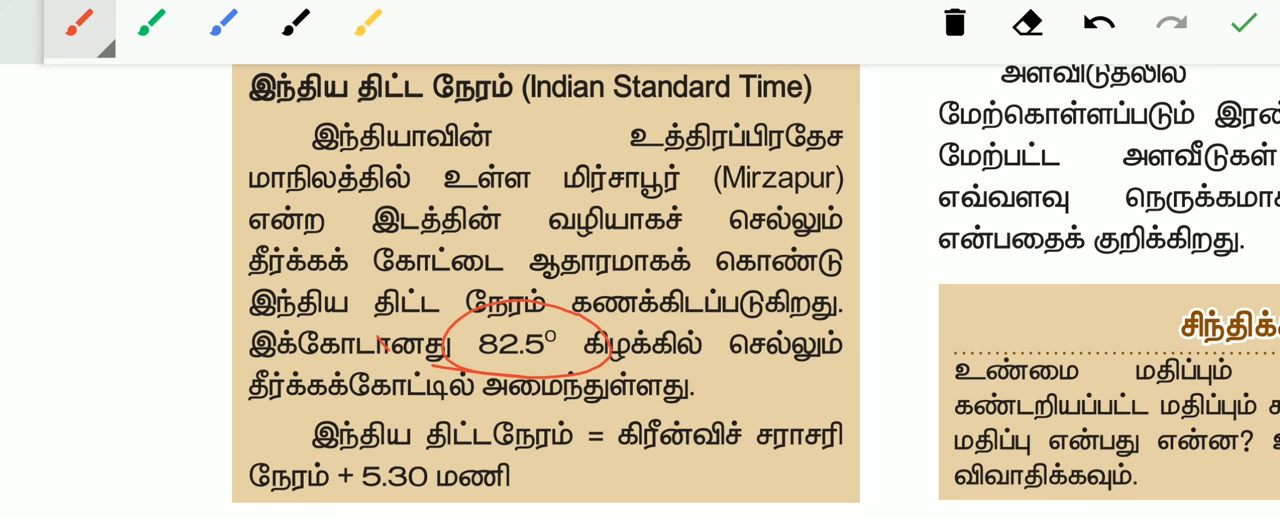 இந்திய திட்ட நேரம் (Indian Standard Time)
இந்தியாவின் உத்திரப்பிரதேச
மாநிலத்தில் உள்ள மிர்சாபூர் (Mirzapur)
என்ற இடத்தின் வழியாகச் செல்லும்
தீர்க்கக் கோட்டை ஆதாரமாகக் கொண்டு
இந்திய திட்ட நேரம் கணக்கிடப்படுகிறது.
இக்கோடானது 82.5° கிழக்கில் செல்லும்
தீர்க்கக்கோட்டில் அமைந்துள்ளது.
இந்திய திட்டநேரம் = கிரீன்விச் சராசரி
நேரம் + 5.30 மணி
அளவிடுதலில்
மேற்கொள்ளப்படும்
மேற்பட்ட அளவீடுகள்
எவ்வளவு
என்பதைக் குறிக்கிறது.
உண்மை மதிப்பும்
கண்டறியப்பட்ட மதிப்பும்
மதிப்பு என்பது என்ன?
விவாதிக்கவும்.